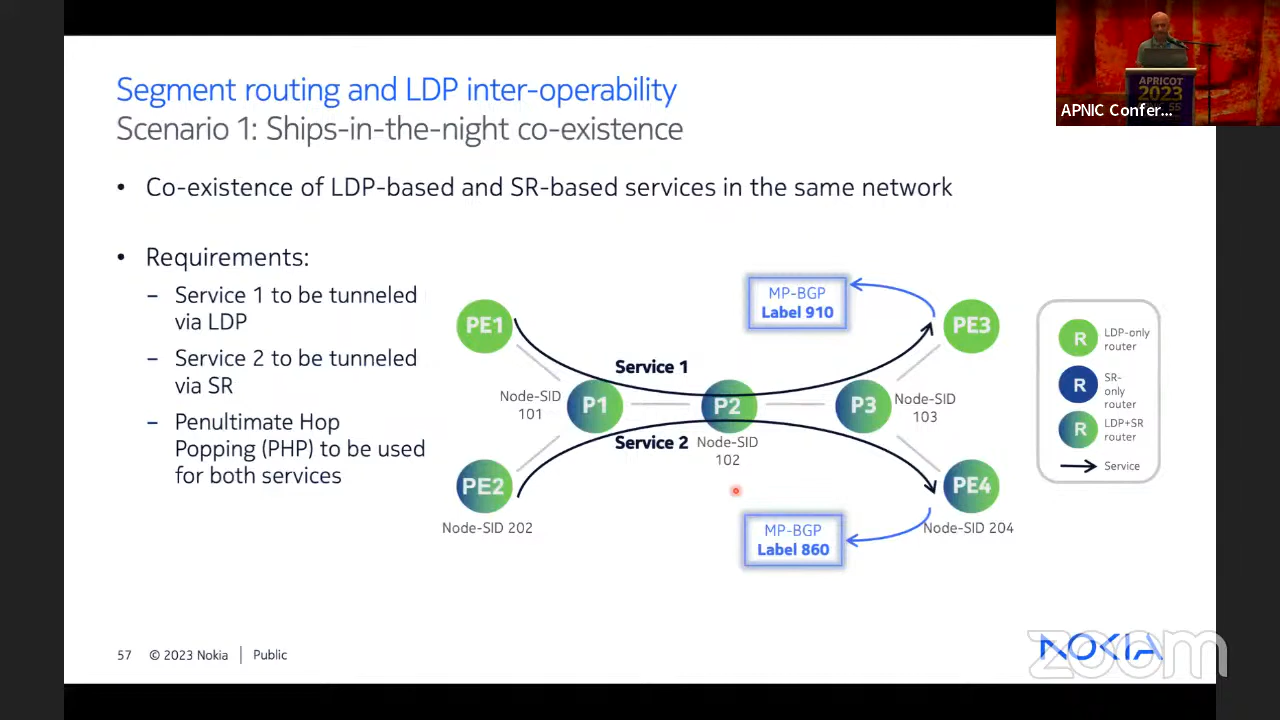 Segment routing and LDP inter-operability
Scenario 1: Ships-in-the-night co-existence
• Co-existence of LDP-based and SR-based services in the same network
• Requirements:
– Service 1 to be tunneled
via LDP
– Service 2 to be tunneled
via SR
– Penultimate Hop
Popping (PHP) to be used
for both services
MP-BGP
Label 910
PE1
PE3
Service 1
Node-SID
101
P1
P2
P3
Node-SID
103
Service 2
Node-SID
102
PE2
PE4
Node-SID 202
Node-SID 204
MP-BGP
Label 860
R
LDP-only
router
R
SR-
only
router
R
LDP+SR
router
Service
57 © 2023 Nokia | Public
NOKIA
zoom
APRICOT
2023
55
APNIC Confer...